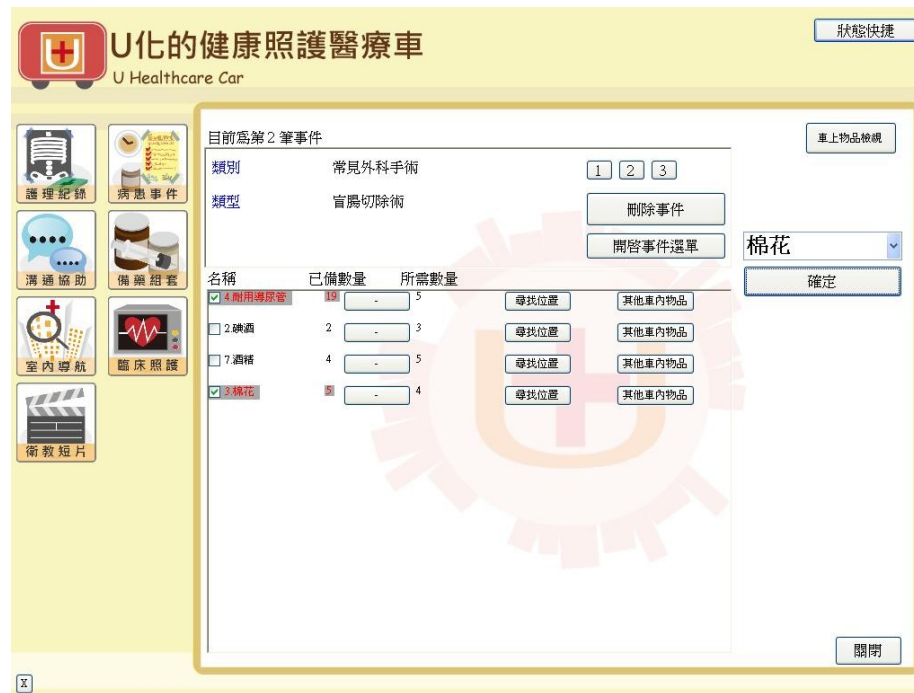 U化的健康照護醫療車
U Healthcare Car
狀態快捷
護理紀錄
病患事件
溝通協助
備藥組套
室內導航
臨床照護
衛教短片
目前為第 2 筆事件
車上物品檢視
類別 常見外科手術 1 2 3
類型 盲腸切除術 刪除事件
開啓事件選單
棉花
確定
名稱 已備數量 所需數量
4.耐用導尿管 19 - 5 尋找位置 其他車內物品
2.碘酒 2 - 3 尋找位置 其他車內物品
7.酒精 4 - 5 尋找位置 其他車內物品
3.棉花 5 - 4 尋找位置 其他車內物品
關閉
X